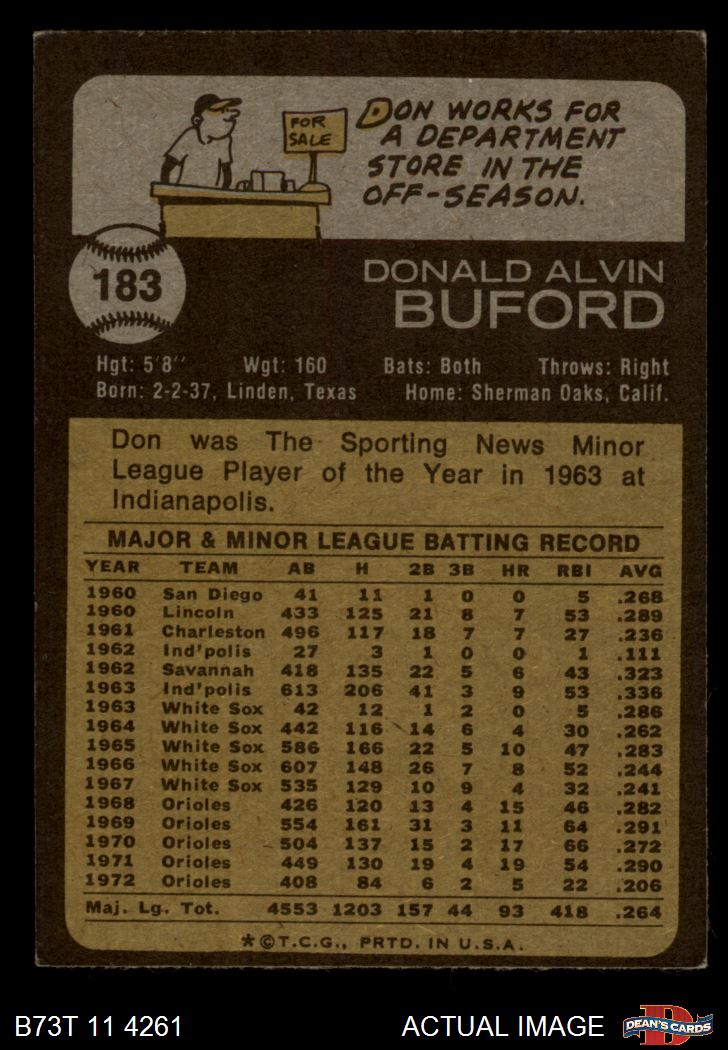 FOR
SALE
DON WORKS FOR
A DEPARTMENT
STORE IN THE
OFF-SEASON.
183
DONALD ALVIN
BUFORD
Hgt: 5'8" Wgt: 160 Bats: Both Throws: Right
Born: 2-2-37, Linden, Texas Home: Sherman Oaks, Calif.
Don was The Sporting News Minor
League Player of the Year in 1963 at
Indianapolis.
MAJOR & MINOR LEAGUE BATTING RECORD
YEAR TEAM AB H 2B 3B HR RBI AVG
1960 San Diego 41 11 1 0 0 5 .268
1960 Lincoln 433 125 21 8 7 53 .289
1961 Charleston 496 117 18 7 7 27 .236
1962 Ind'polis 27 3 1 0 0 1 .111
1962 Savannah 418 135 22 5 6 43 .323
1963 Ind'polis 613 206 41 3 9 53 .336
1963 White Sox 42 12 1 2 0 5 .286
1964 White Sox 442 116 14 6 4 30 .262
1965 White Sox 586 166 22 5 10 47 .283
1966 White Sox 607 148 26 7 8 52 .244
1967 White Sox 535 129 10 9 4 32 .241
1968 Orioles 426 120 13 4 15 46 .282
1969 Orioles 554 161 31 3 11 64 .291
1970 Orioles 504 137 15 2 17 66 .272
1971 Orioles 449 130 19 4 19 54 .290
1972 Orioles 408 84 6 2 5 22 .206
Maj. Lg. Tot. 4553 1203 157 44 93 418 .264
*©T.C.G., PRTD. IN U.S.A.
B73T 11 4261 ACTUAL IMAGE
D
DEAN'S CARDS